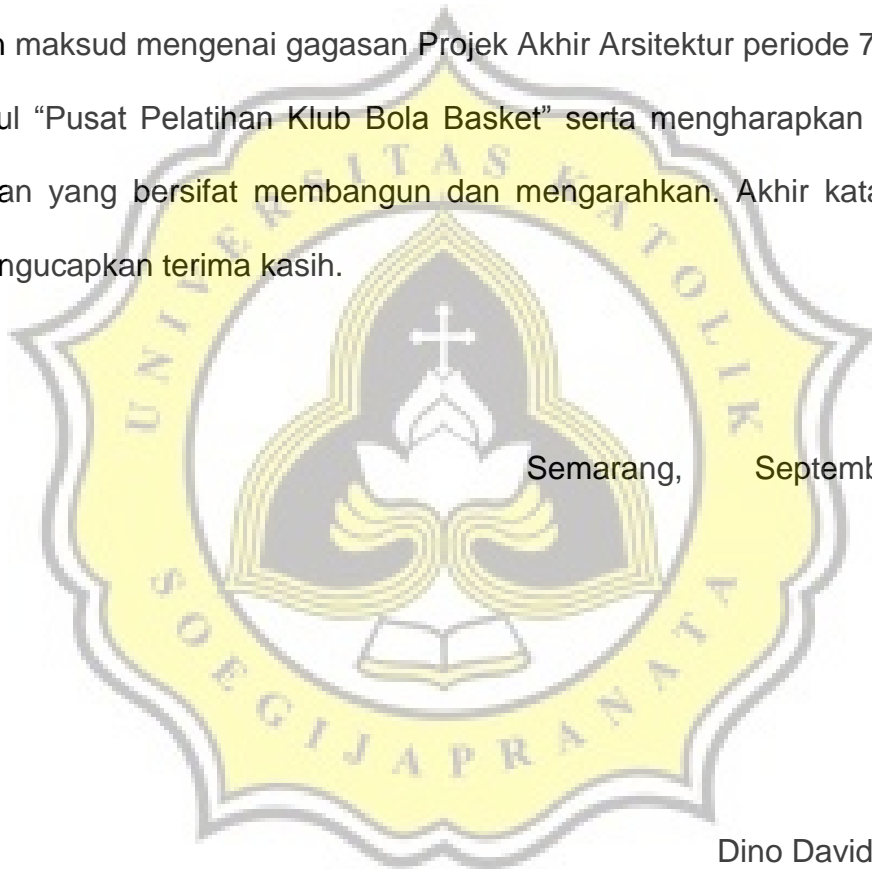 n maksud mengenai gagasan Projek Akhir Arsitektur periode 7
ul “Pusat Pelatihan Klub Bola Basket” serta mengharapkan
an yang bersifat membangun dan mengarahkan. Akhir kata
ngucapkan terima kasih.
UNIVERSITAS KATOLIK
Semarang, Septemb
SOEGIJAPRANATA
Dino David